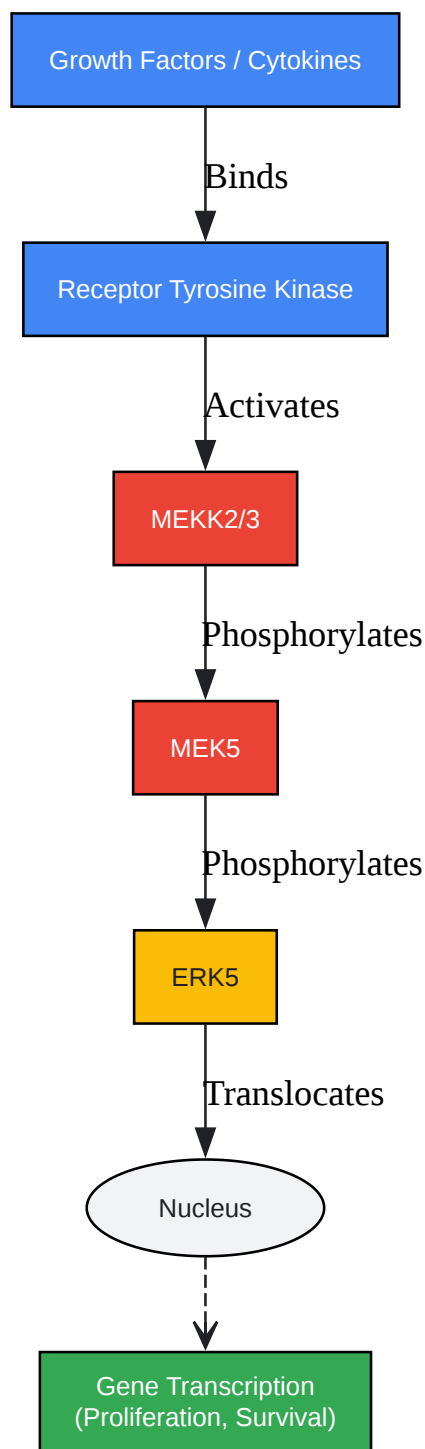 Growth Factors / Cytokines
Binds
Receptor Tyrosine Kinase
Activates
MEKK2/3
Phosphorylates
MEK5
Phosphorylates
ERK5
Translocates
Nucleus
Gene Transcription
(Proliferation, Survival)